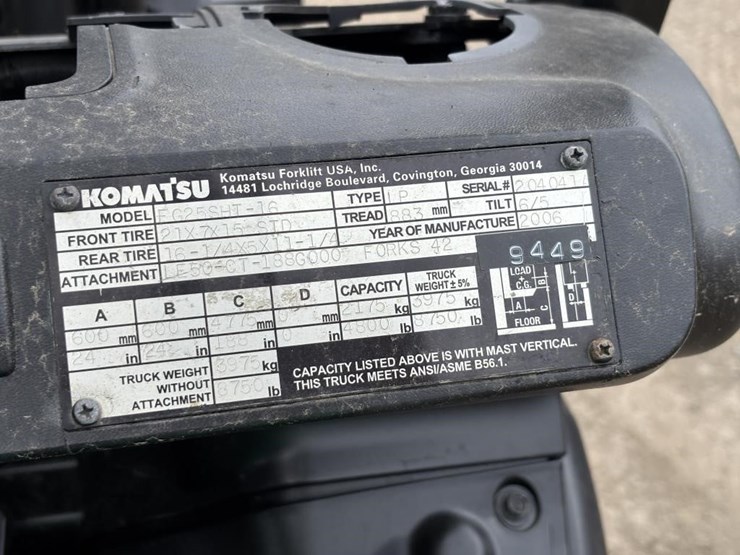 KOMATSU
Komatsu Forklift USA, Inc.
14481 Lochridge Boulevard, Covington, Georgia 30014
MODEL FG25SHT-16 TYPE LP SERIAL#
FRONT TIRE 21X7X15 STD TREAD 883 mm TILT 6/5
REAR TIRE 16-1/4X5X11-1/4 YEAR OF MANUFACTURE 2006
ATTACHMENT FORKS 42
9449
A B C D CAPACITY TRUCK WEIGHT±5%
600 mm 600 mm 4775 mm 0 mm 2175 kg 3975 kg
24 in 24 in 188 in 0 in 4800 lb 8750 lb
TRUCK WEIGHT WITHOUT ATTACHMENT 3975 kg 8750 lb
LOAD
+
C.G.
A
B
C
D
FLOOR
CAPACITY LISTED ABOVE IS WITH MAST VERTICAL.
THIS TRUCK MEETS ANSI/ASME B56.1.